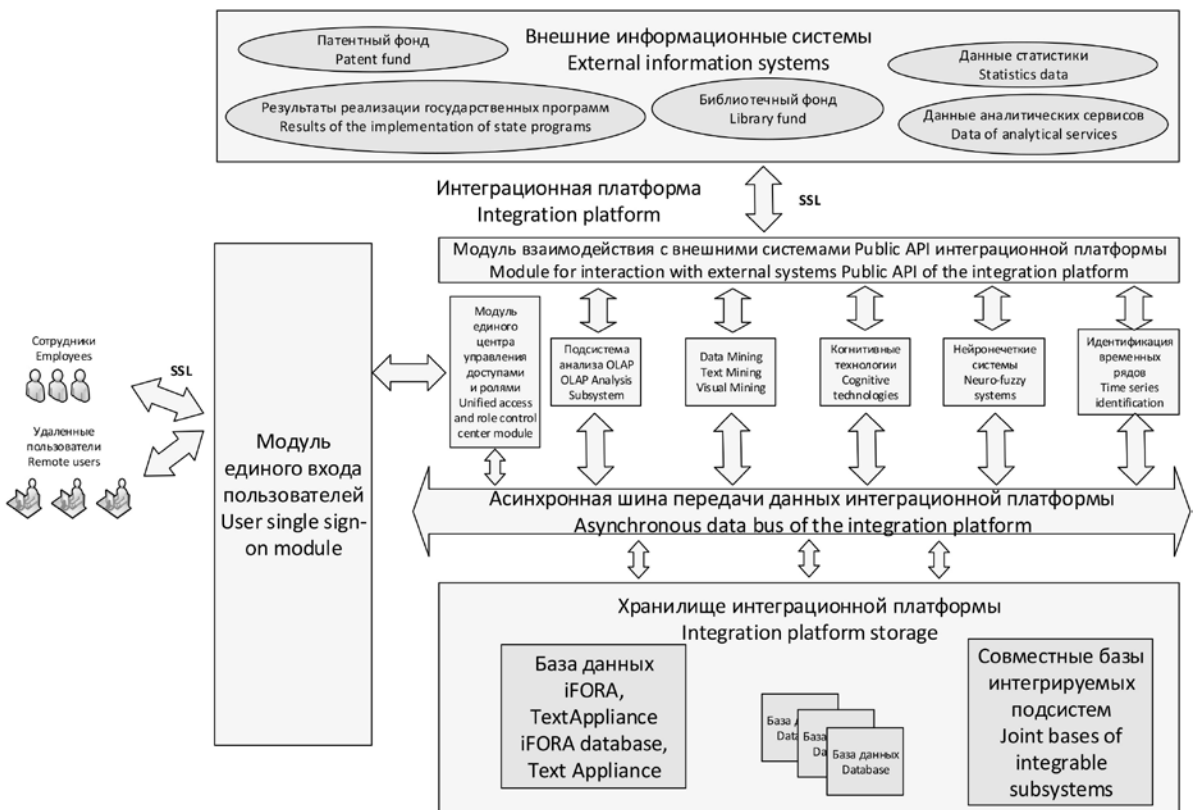 Внешние информационные системы
External information systems
Патентный фонд
Patent fund
Данные статистики
Statistics data
Результаты реализации государственных программ
Results of the implementation of state programs
Библиотечный фонд
Library fund
Данные аналитических сервисов
Data of analytical services
Интеграционная платформа
Integration platform
SSL
Модуль взаимодействия с внешними системами Public API интеграционной платформы
Module for interaction with external systems Public API of the integration platform
Сотрудники
Employees
SSL
Удаленные
пользователи
Remote users
Модуль
единого входа
пользователей
User single sign-
on module
Модуль
единого
центра
управления
доступами
и ролями
Unified access
and role control
center module
Подсистема
анализа OLAP
OLAP Analysis
Subsystem
Data Mining
Text Mining
Visual Mining
Когнитивные
технологии
Cognitive
technologies
Нейронечеткие
системы
Neuro-fuzzy
systems
Идентификация
временных
рядов
Time series
identification
Асинхронная шина передачи данных интеграционной платформы
Asynchronous data bus of the integration platform
Хранилище интеграционной платформы
Integration platform storage
База данных
iFORA,
TextAppliance
iFORA database,
Text Appliance
База данных
Database
Совместные базы
интегрируемых
подсистем
Joint bases of
integrable
subsystems